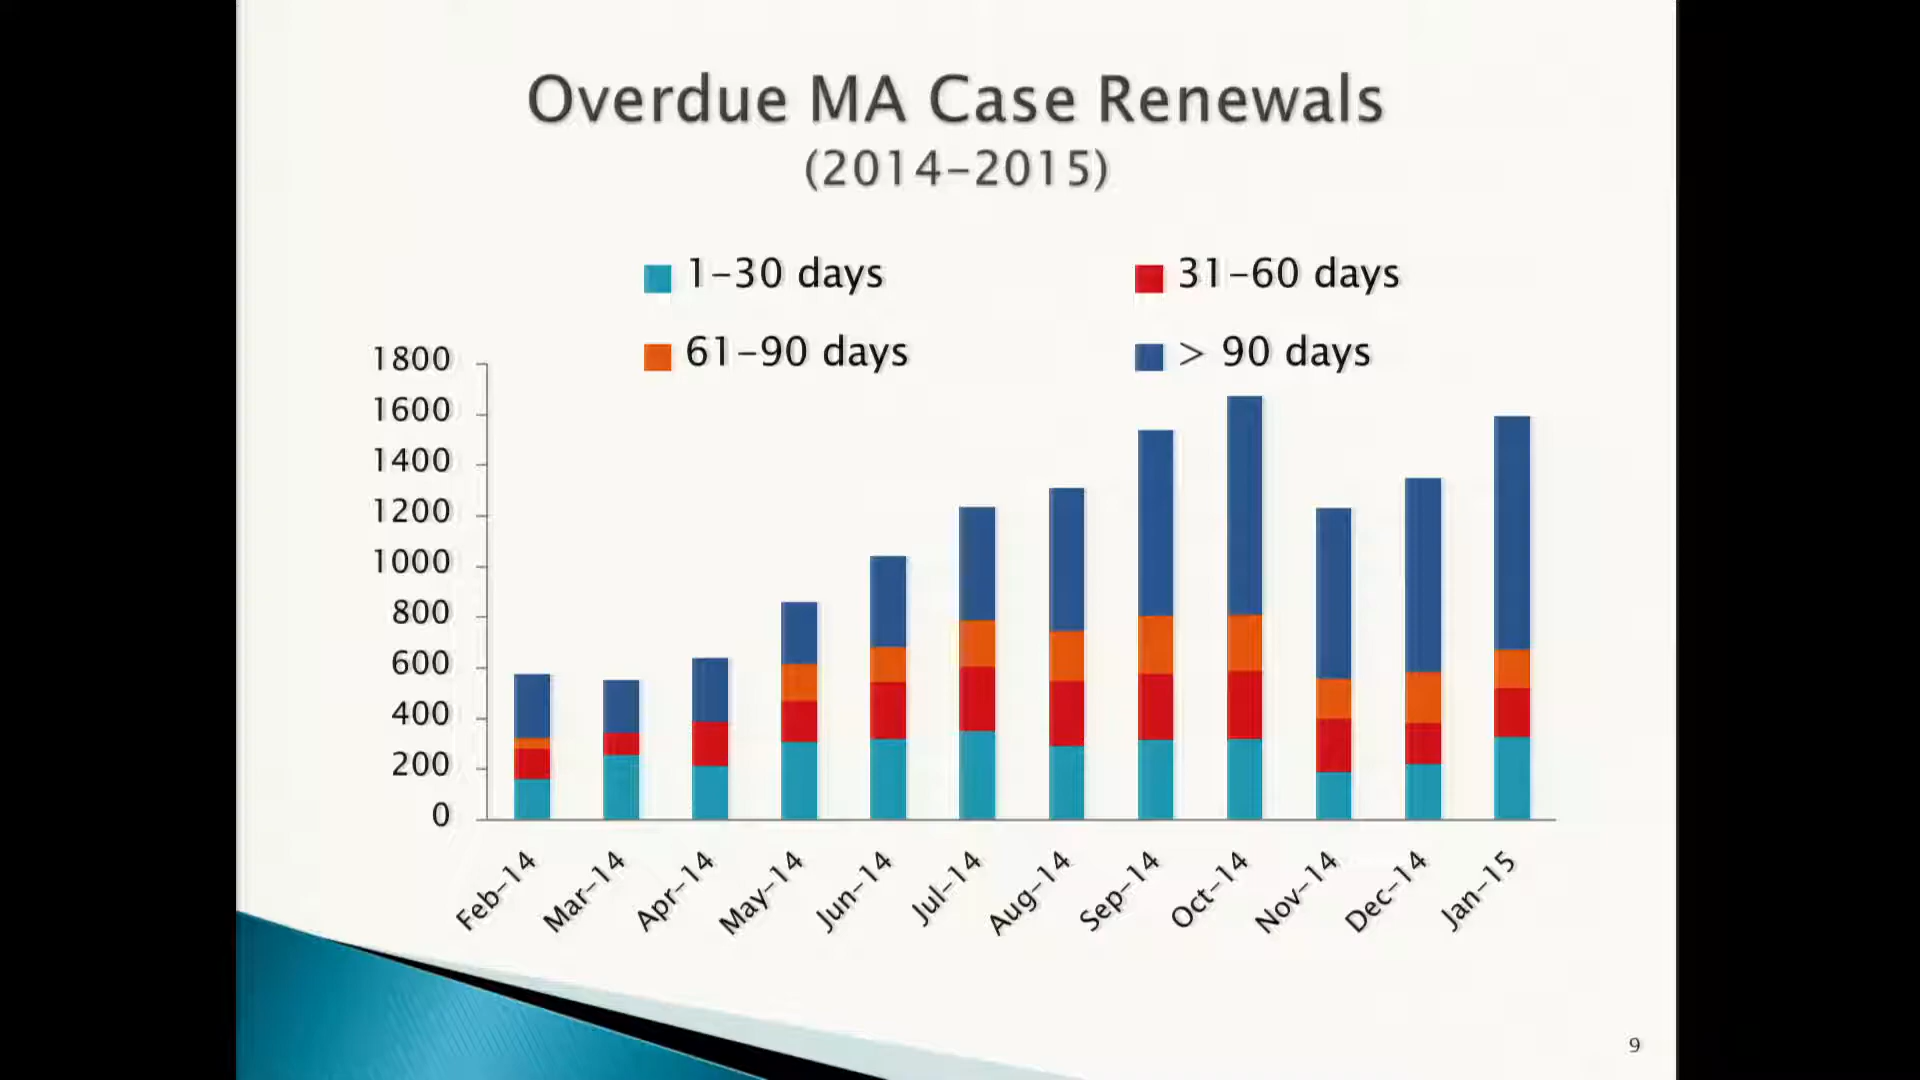 Overdue MA Case Renewals
(2014-2015)
1-30 days
31-60 days
61-90 days
> 90 days
1800
1600
1400
1200
1000
800
600
400
200
0
Feb-14
Mar-14
Apr-14
May-14
Jun-14
Jul-14
Aug-14
Sep-14
Oct-14
Nov-14
Dec-14
Jan-15
9